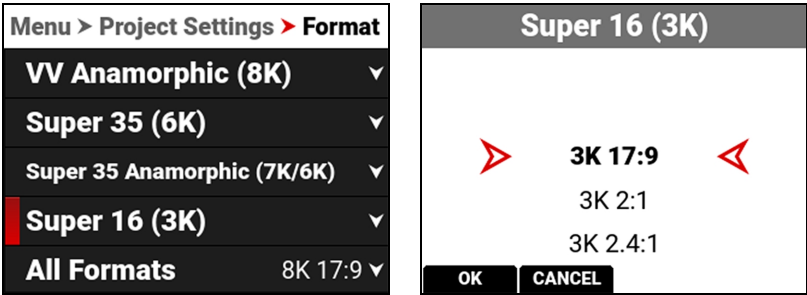 Menu > Project Settings > Format
VV Anamorphic (8K)
Super 35 (6K)
Super 35 Anamorphic (7K/6K)
Super 16 (3K)
All Formats 8K 17:9
Super 16 (3K)
3K 17:9
3K 2:1
3K 2.4:1
OK CANCEL